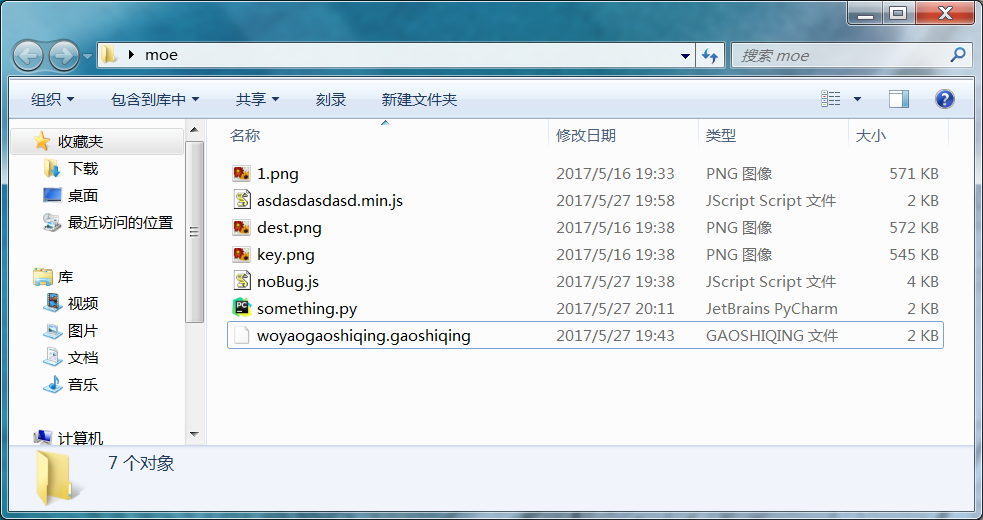 moe
搜索 moe
组织 包含到库中 共享 刻录 新建文件夹
收藏夹
下载
桌面
最近访问的位置
库
视频
图片
文档
音乐
计算机
名称 修改日期 类型 大小
1.png 2017/5/16 19:33 PNG 图像 571 KB
asdasdasdasd.min.js 2017/5/27 19:58 JScript Script 文件 2 KB
dest.png 2017/5/16 19:38 PNG 图像 572 KB
key.png 2017/5/16 19:38 PNG 图像 545 KB
noBug.js 2017/5/27 19:38 JScript Script 文件 4 KB
something.py 2017/5/27 20:11 JetBrains PyCharm 2 KB
woyaogaoshiqing.gaoshiqing 2017/5/27 19:43 GAOSHIQING 文件 2 KB
7 个对象